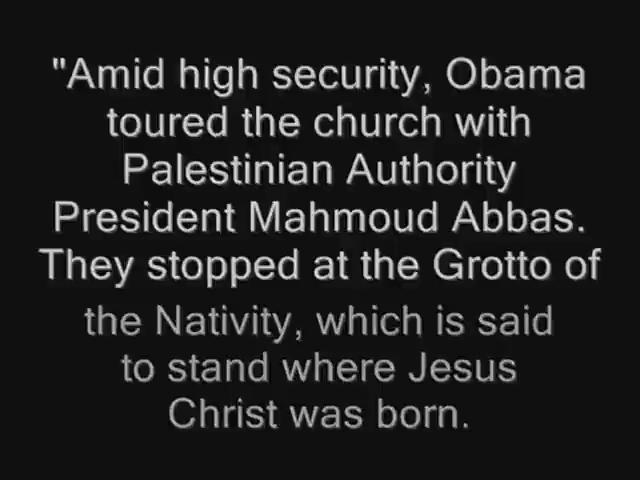 "Amid high security, Obama
toured the church with
Palestinian Authority
President Mahmoud Abbas.
They stopped at the Grotto of
the Nativity, which is said
to stand where Jesus
Christ was born.